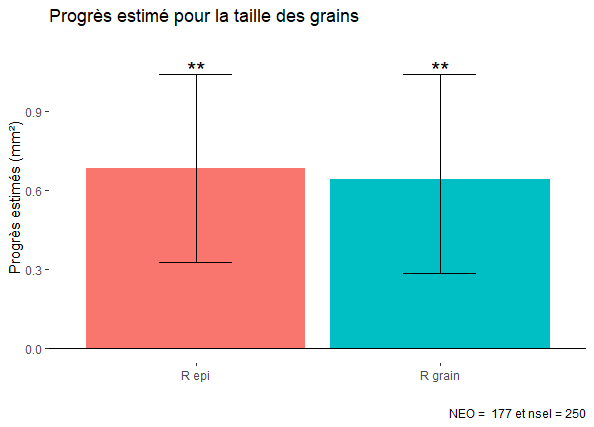 Progrès estimé pour la taille des grains
**
**
Progrès estimés (mm²)
0.9
0.6
0.3
0.0
R epi
R grain
NEO =  177 et nsel = 250